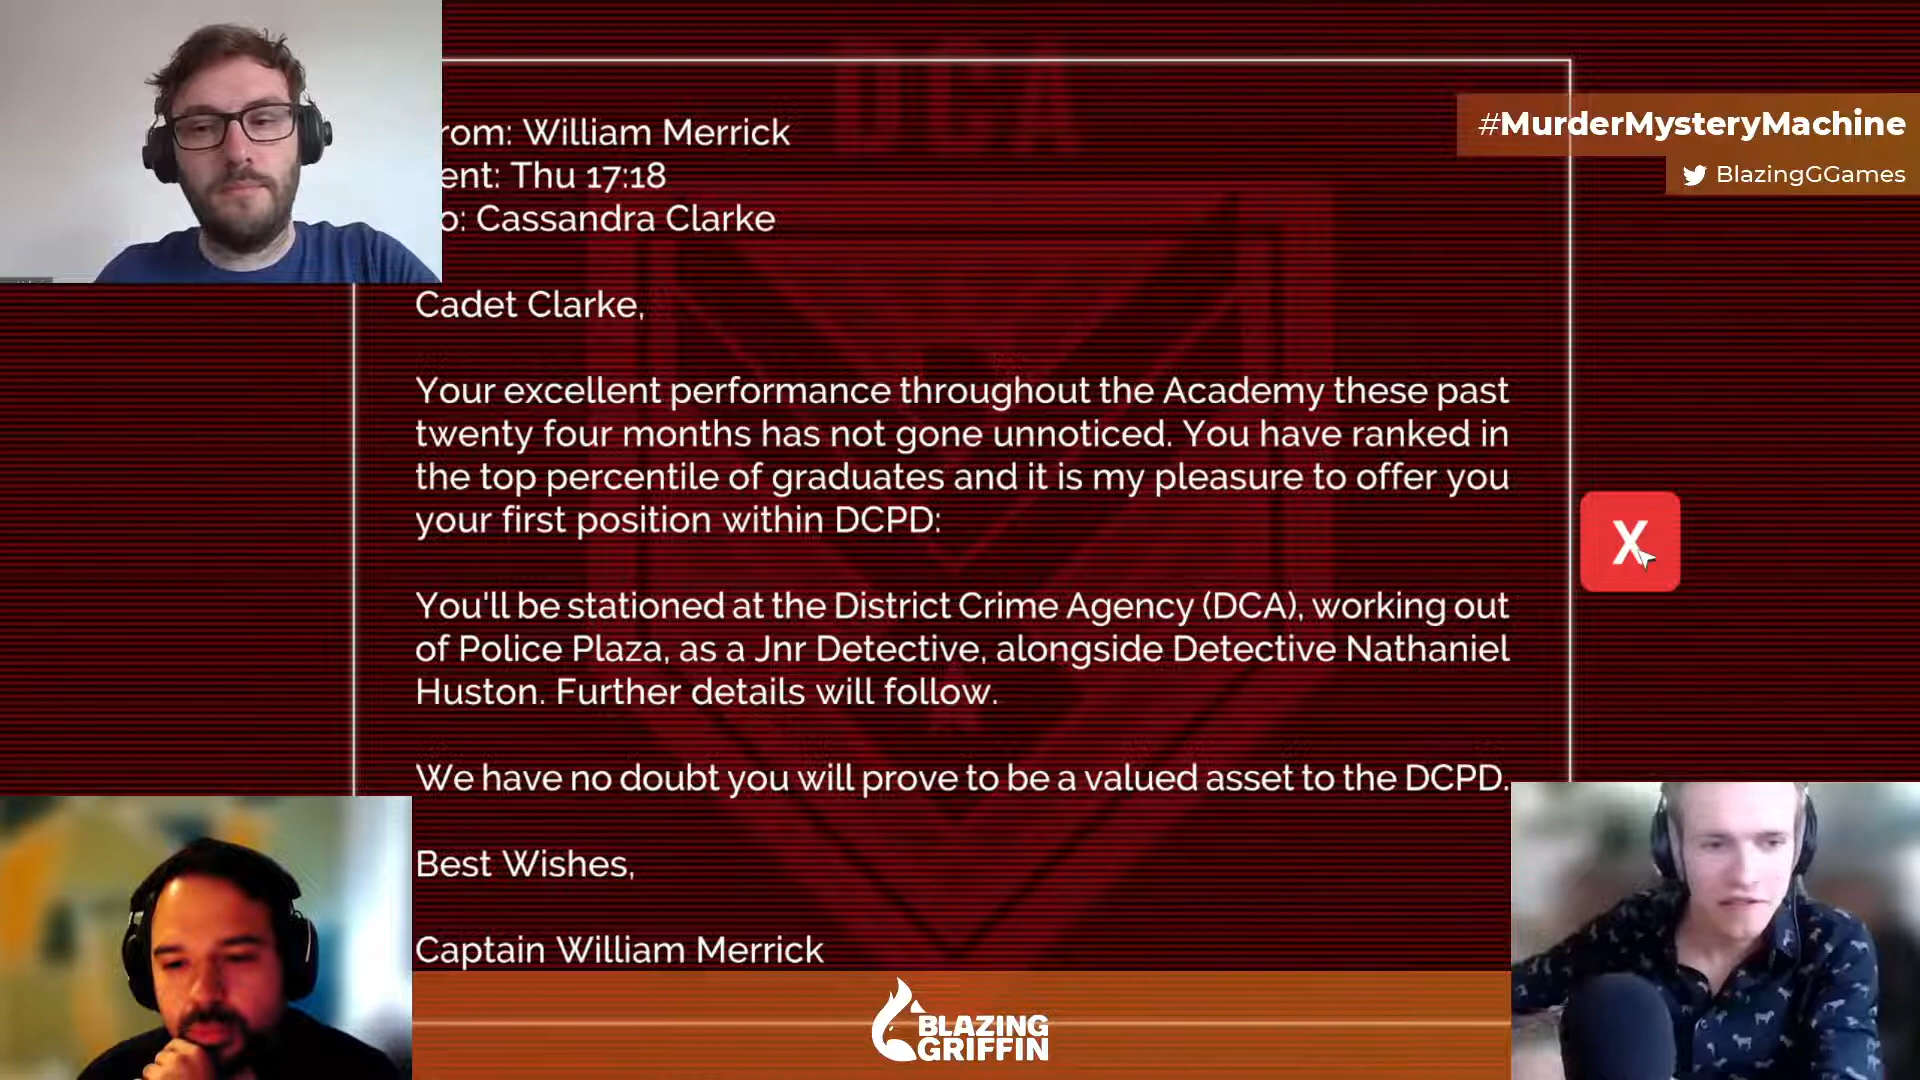 rom: William Merrick
ent: Thu 17:18
o: Cassandra Clarke
#MurderMysteryMachine
BlazingGGames
Cadet Clarke,
Your excellent performance throughout the Academy these past
twenty four months has not gone unnoticed. You have ranked in
the top percentile of graduates and it is my pleasure to offer you
your first position within DCPD:
X
You'll be stationed at the District Crime Agency (DCA), working out
of Police Plaza, as a Jnr Detective, alongside Detective Nathaniel
Huston. Further details will follow.
We have no doubt you will prove to be a valued asset to the DCPD.
Best Wishes,
Captain William Merrick
BLAZING
GRIFFIN
DCA